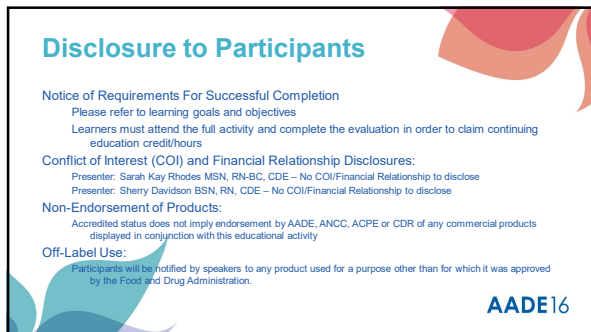 Disclosure to Participants
Notice of Requirements For Successful Completion
Please refer to learning goals and objectives
Learners must attend the full activity and complete the evaluation in order to claim continuing
education credit/hours
Conflict of Interest (COI) and Financial Relationship Disclosures:
Presenter: Sarah Kay Rhodes MSN, RN-BC, CDE – No COI/Financial Relationship to disclose
Presenter: Sherry Davidson BSN, RN, CDE – No COI/Financial Relationship to disclose
Non-Endorsement of Products:
Accredited status does not imply endorsement by AADE, ANCC, ACPE or CDR of any commercial products
displayed in conjunction with this educational activity
Off-Label Use:
Participants will be notified by speakers to any product used for a purpose other than for which it was approved
by the Food and Drug Administration.
AADE16